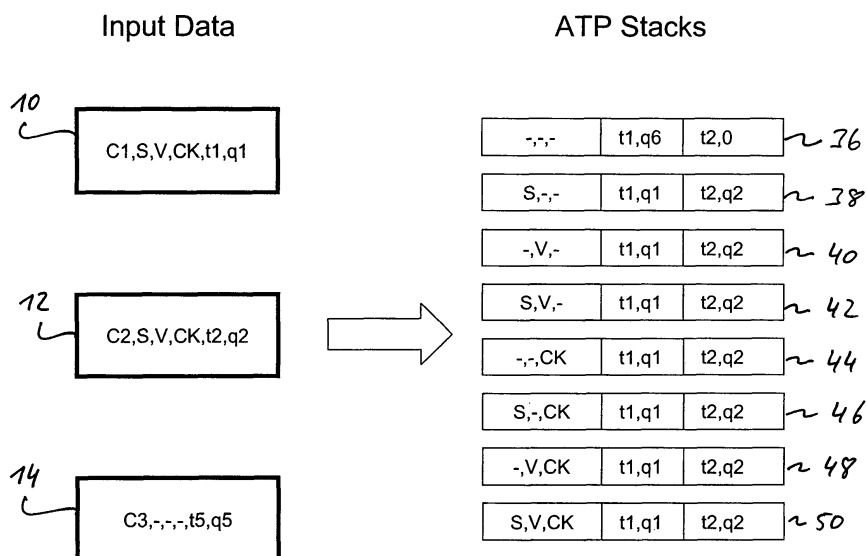 Input Data
ATP Stacks
10
C1,S,V,CK,t1,q1
12
C2,S,V,CK,t2,q2
14
C3,-,-,-,t5,q5
-,-,- t1,q6 t2,0 36
S,-,- t1,q1 t2,q2 38
-,V,- t1,q1 t2,q2 40
S,V,- t1,q1 t2,q2 42
-,-,CK t1,q1 t2,q2 44
S,-,CK t1,q1 t2,q2 46
-,V,CK t1,q1 t2,q2 48
S,V,CK t1,q1 t2,q2 50